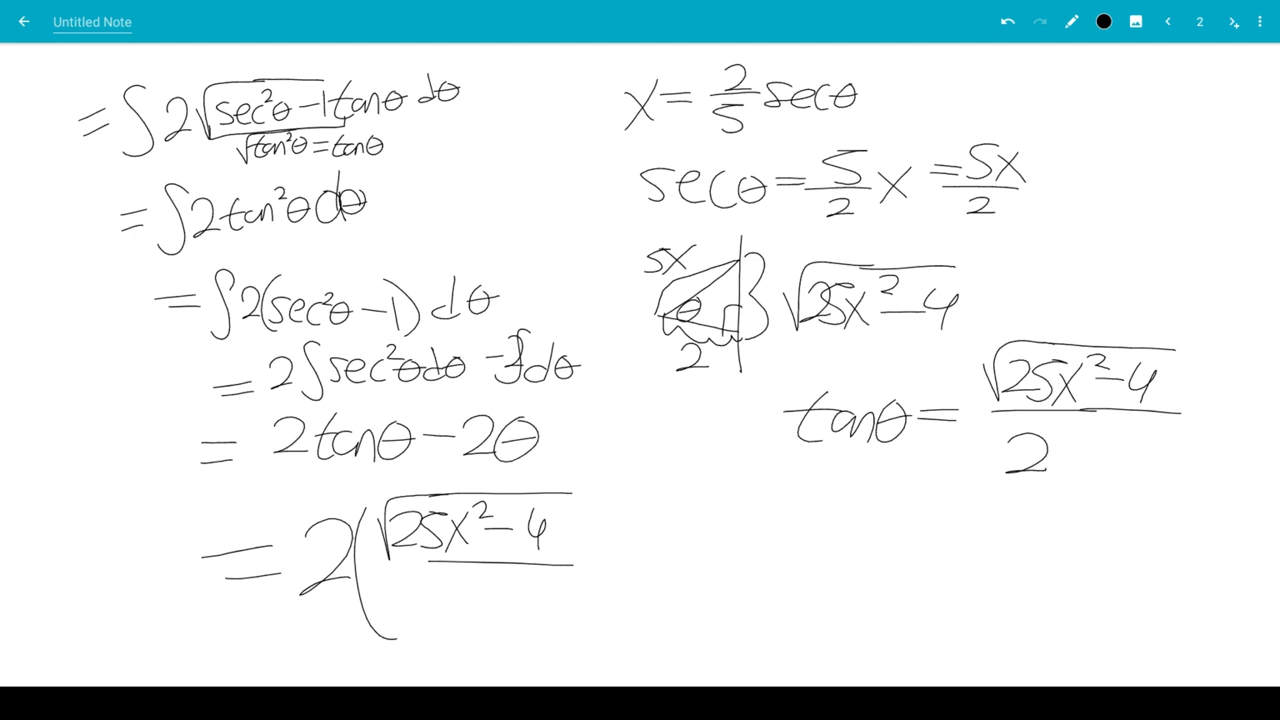 Untitled Note
2
= ∫ 2 √(sec²θ − 1) tanθ dθ
√tan²θ = tanθ
= ∫ 2 tan²θ dθ
= ∫ 2(sec²θ − 1) dθ
= 2 ∫ sec²θ dθ − ∫ dθ
= 2 tanθ − 2θ
= 2( √(25x² − 4)
x = 2/5 secθ
secθ = 5/2 x = 5x/2
5x
θ
2
√(25x² − 4)
tanθ = √(25x² − 4)/2